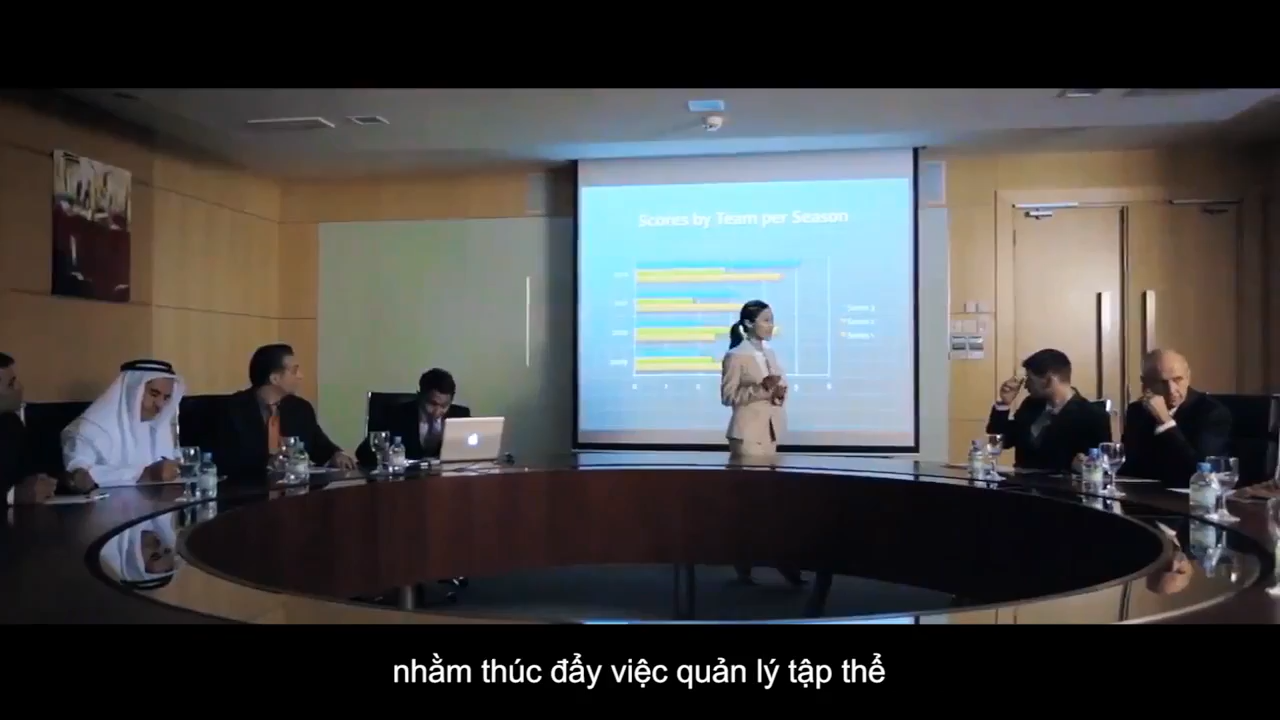 Scores by Team per Season
nhằm thúc đẩy việc quản lý tập thể